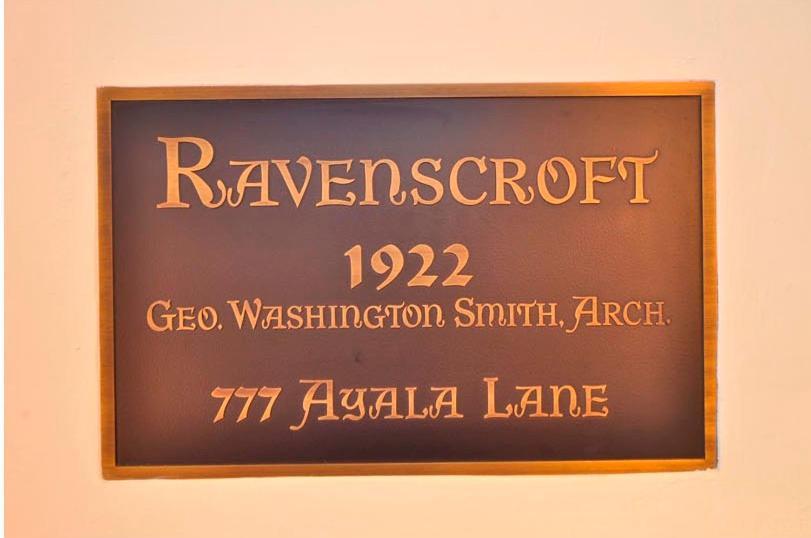 RAVENSCROFT
1922
GEO. WASHINGTON SMITH, ARCH.
777 AYALA LANE